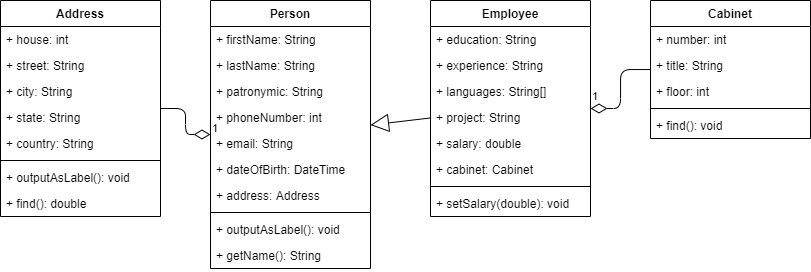 Address
+ house: int
+ street: String
+ city: String
+ state: String
+ country: String
+ outputAsLabel(): void
+ find(): double
Person
+ firstName: String
+ lastName: String
+ patronymic: String
+ phoneNumber: int
+ email: String
+ dateOfBirth: DateTime
+ address: Address
+ outputAsLabel(): void
+ getName(): String
1
Employee
+ education: String
+ experience: String
+ languages: String[]
+ project: String
+ salary: double
+ cabinet: Cabinet
+ setSalary(double): void
1
Cabinet
+ number: int
+ title: String
+ floor: int
+ find(): void